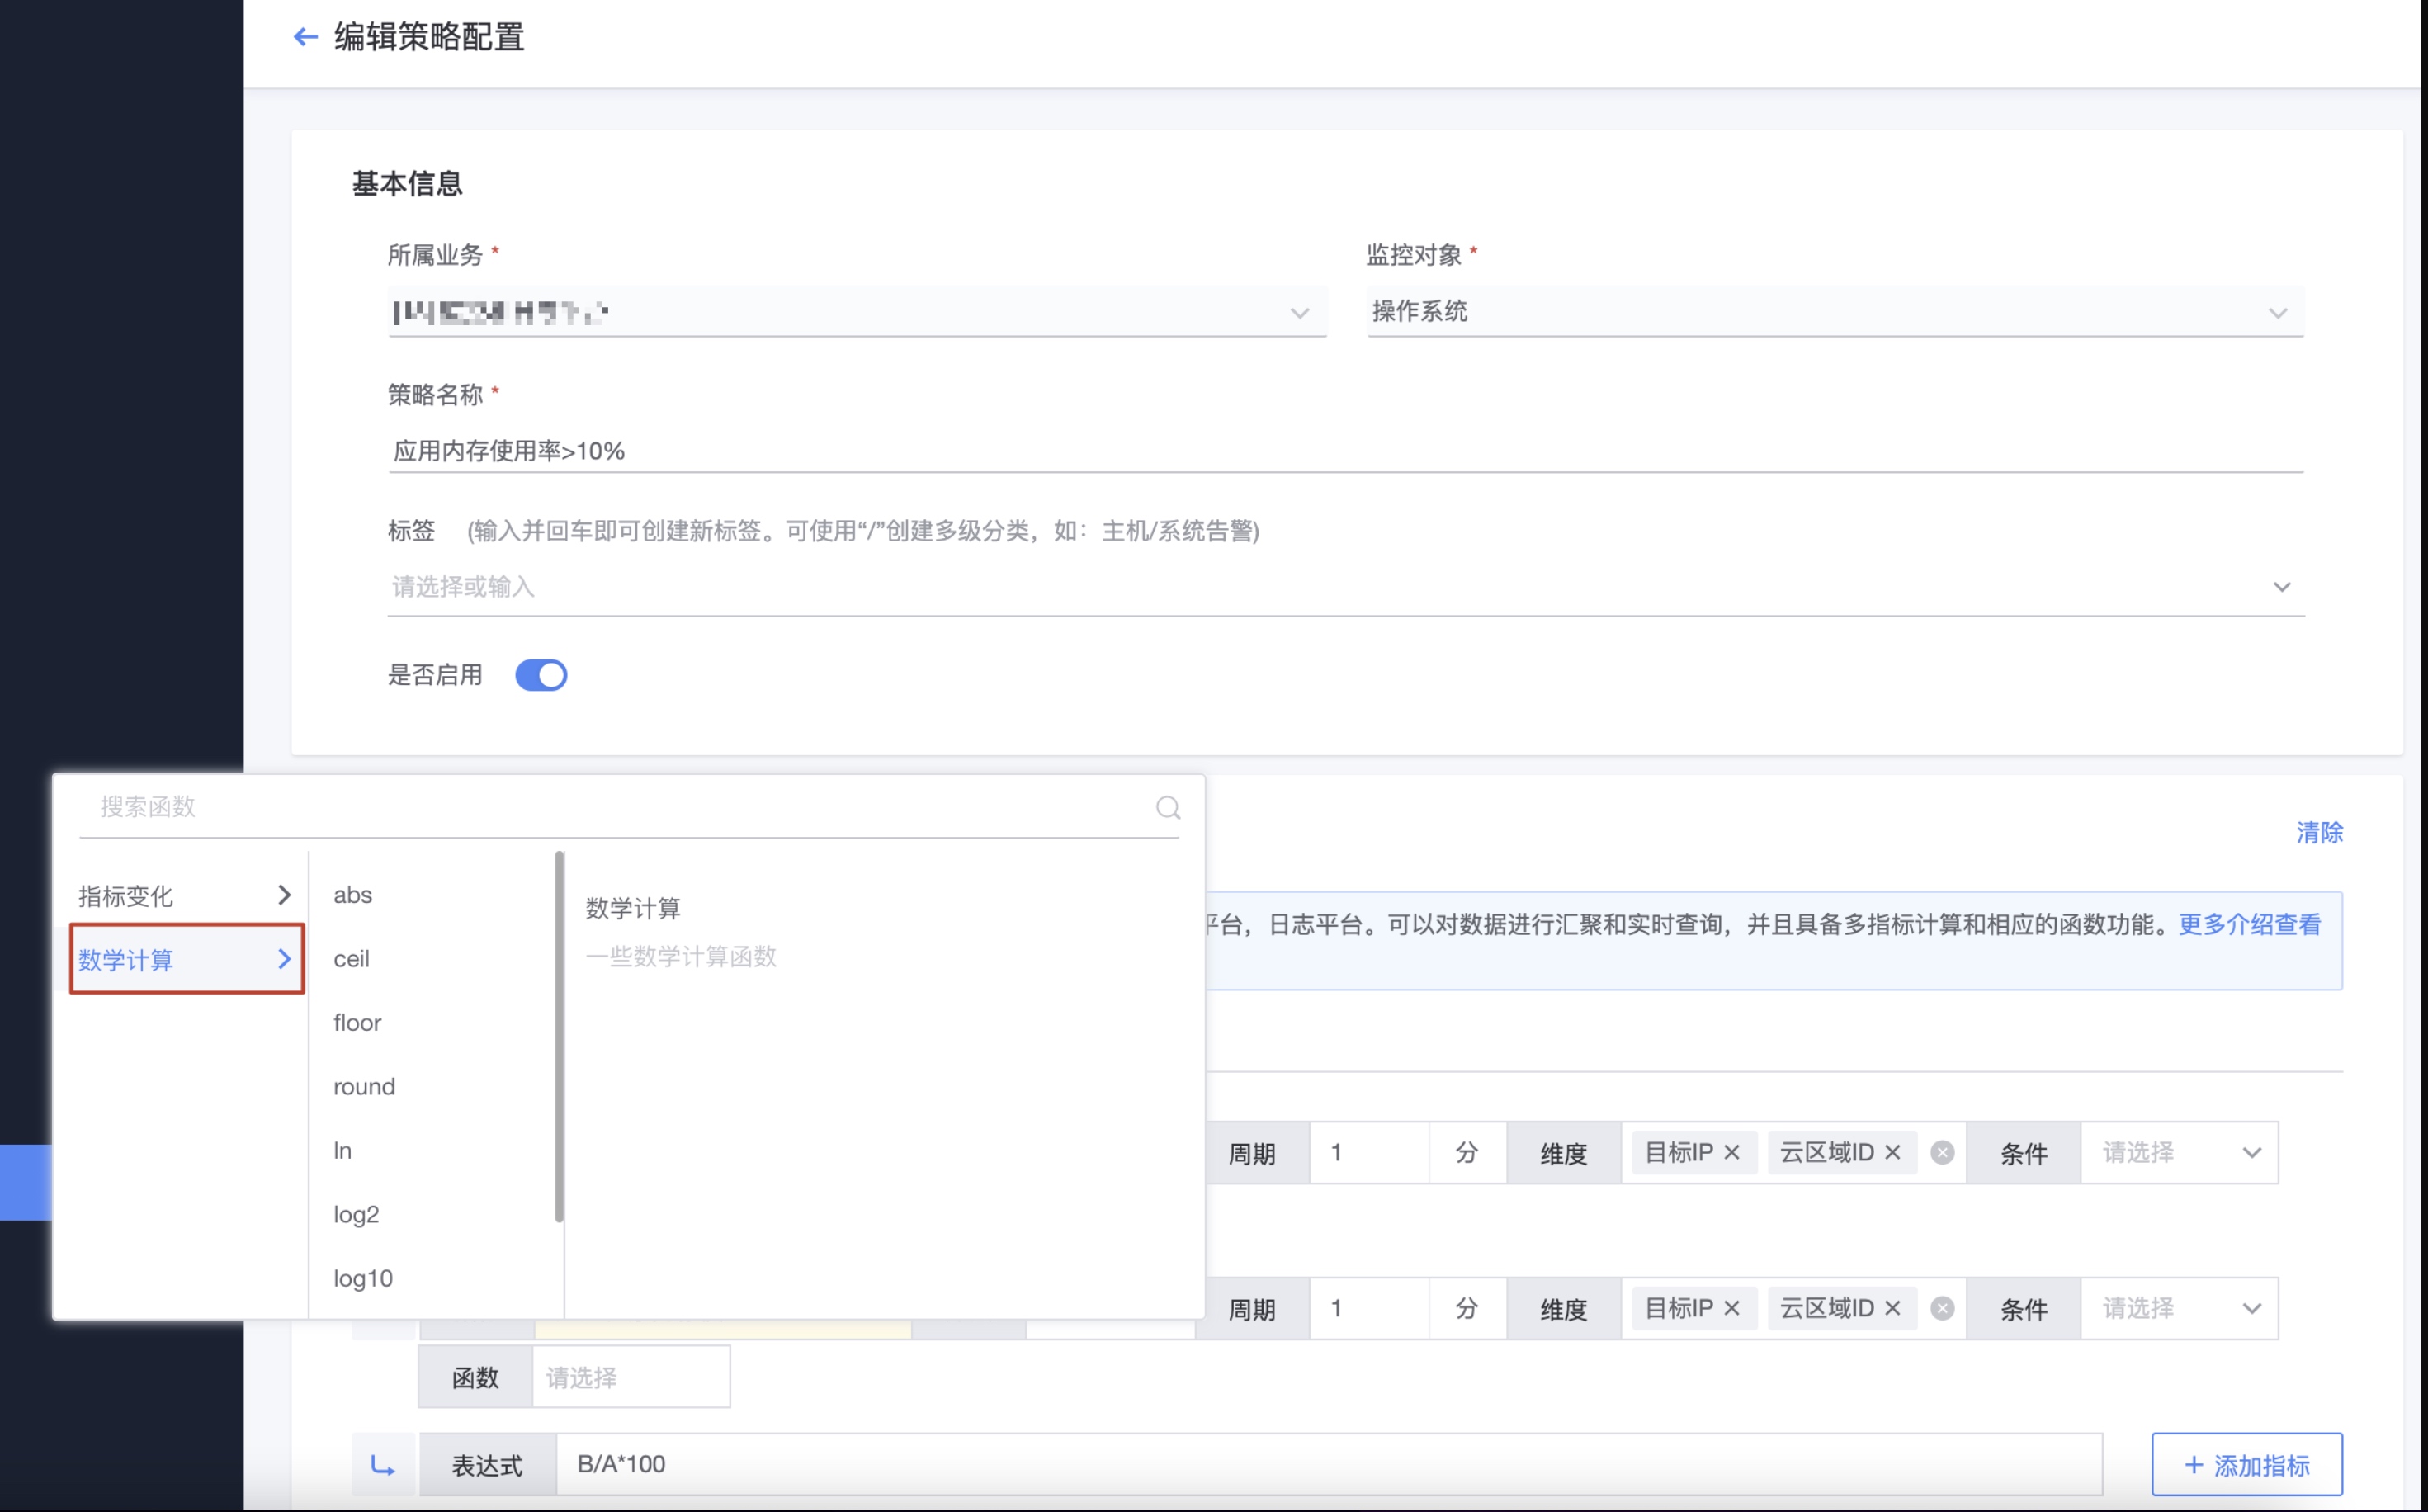 编辑策略配置
基本信息
所属业务 *
监控对象 *
操作系统
策略名称 *
应用内存使用率>10%
标签 (输入并回车即可创建新标签。可使用“/”创建多级分类，如：主机/系统告警)
请选择或输入
是否启用
搜索函数
指标变化
数学计算
abs
ceil
floor
round
ln
log2
log10
数学计算
一些数学计算函数
清除
平台，日志平台。可以对数据进行汇聚和实时查询，并且具备多指标计算和相应的函数功能。更多介绍查看
周期 1 分 维度 目标IP × 云区域ID × 条件 请选择
周期 1 分 维度 目标IP × 云区域ID × 条件 请选择
函数 请选择
表达式 B/A*100
+ 添加指标